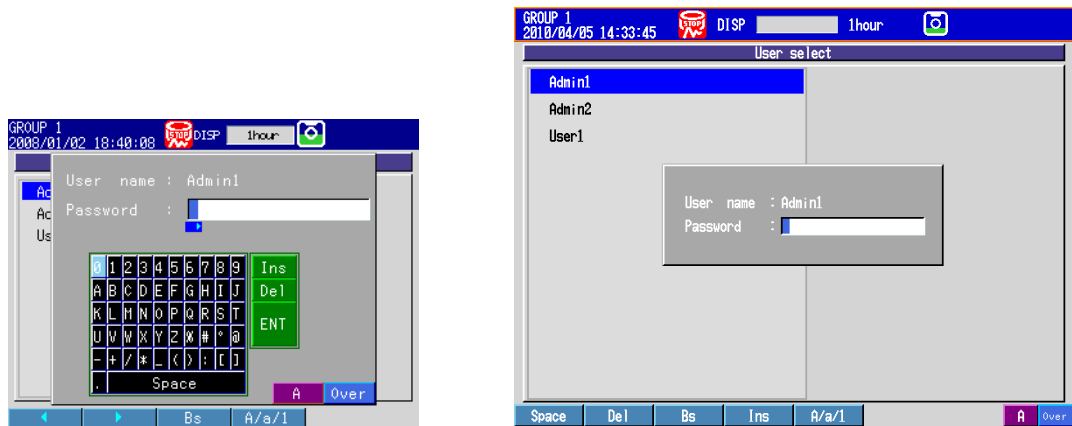 GROUP 1
2008/01/02 18:40:08
STOP
DISP
1hour
User name : Admin1
Password :
Ad
Ad
Us
0 1 2 3 4 5 6 7 8 9
A B C D E F G H I J
K L M N O P Q R S T
U V W X Y Z % # ° @
- + / * _ ( ) : [ ]
. Space
Ins
Del
ENT
A Over
Bs A/a/1
GROUP 1
2010/04/05 14:33:45
STOP
DISP
1hour
User select
Admin1
Admin2
User1
User name : Admin1
Password :
Space Del Bs Ins A/a/1 A Over